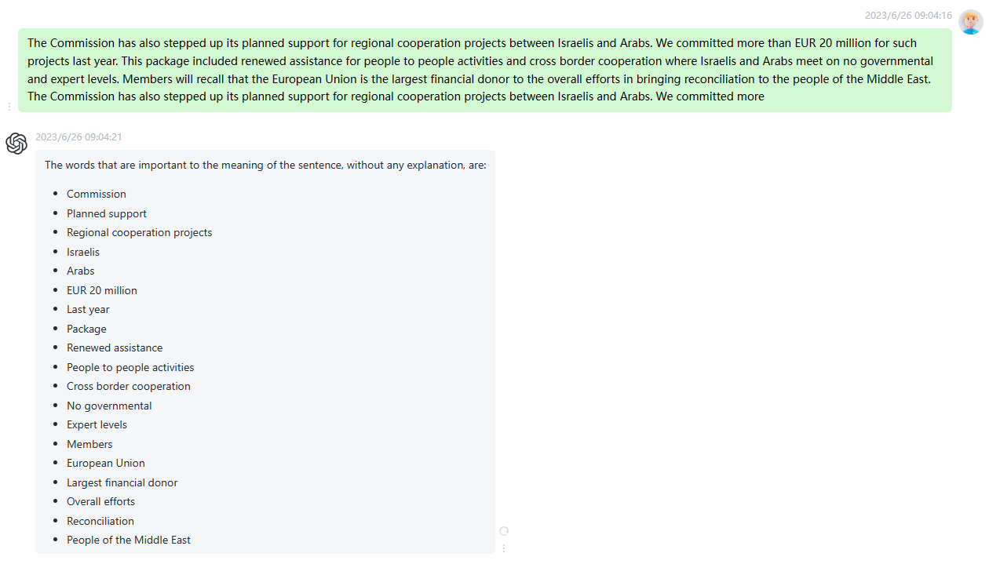 2023/6/26 09:04:16
The Commission has also stepped up its planned support for regional cooperation projects between Israelis and Arabs. We committed more than EUR 20 million for such
projects last year. This package included renewed assistance for people to people activities and cross border cooperation where Israelis and Arabs meet on no governmental
and expert levels. Members will recall that the European Union is the largest financial donor to the overall efforts in bringing reconciliation to the people of the Middle East.
The Commission has also stepped up its planned support for regional cooperation projects between Israelis and Arabs. We committed more
2023/6/26 09:04:21
The words that are important to the meaning of the sentence, without any explanation, are:
• Commission
• Planned support
• Regional cooperation projects
• Israelis
• Arabs
• EUR 20 million
• Last year
• Package
• Renewed assistance
• People to people activities
• Cross border cooperation
• No governmental
• Expert levels
• Members
• European Union
• Largest financial donor
• Overall efforts
• Reconciliation
• People of the Middle East